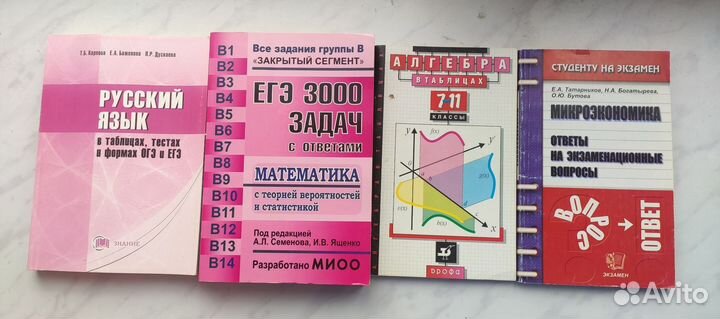 Т.Б. Карпова Е.А. Баженова Л.Р. Дускаева
РУССКИЙ
ЯЗЫК
в таблицах, тестах
и формах ОГЭ и ЕГЭ
ЗНАНИЕ
В1
В2
В3
В4
В5
В6
В7
В8
В9
В10
В11
В12
В13
В14
Все задания группы В
«ЗАКРЫТЫЙ СЕГМЕНТ»
ЕГЭ 3000
ЗАДАЧ
с ответами
МАТЕМАТИКА
с теорией вероятностей
и статистикой
Под редакцией
А.Л. Семенова, И.В. Ященко
Разработано МИОО
АЛГЕБРА
В ТАБЛИЦАХ
7-11
КЛАССЫ
y
f(x)
g(x)
v(x)
b(x)
0
a
c
d
x
дрофа
СТУДЕНТУ НА ЭКЗАМЕН
Е.А. Татарников, Н.А. Богатырева,
О.Ю. Бутова
МИКРОЭКОНОМИКА
ОТВЕТЫ
НА ЭКЗАМЕНАЦИОННЫЕ
ВОПРОСЫ
ВОПРОС
ОТВЕТ
ЭКЗАМЕН
Avito